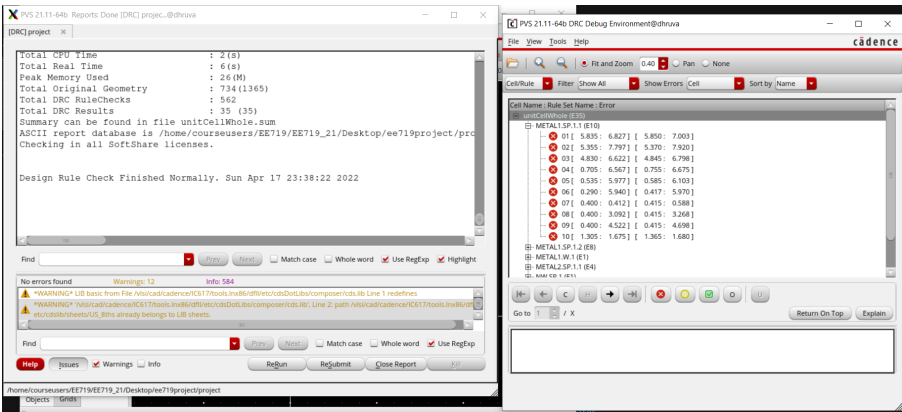 PVS 21.11-64b Reports: Done [DRC] projec...@dhruva
[DRC] project
Total CPU Time : 2(s)
Total Real Time : 6(s)
Peak Memory Used : 26(M)
Total Original Geometry : 734(1365)
Total DRC RuleChecks : 562
Total DRC Results : 35 (35)
Summary can be found in file unitCellWhole.sum
ASCII report database is /home/courseusers/EE719/EE719_21/Desktop/ee719project/pro
Checking in all SoftShare licenses.
Design Rule Check Finished Normally. Sun Apr 17 23:38:22 2022
Find Prev Next Match case Whole word Use RegExp Highlight
No errors found Warnings: 12 Info: 584
*WARNING* LIB basic from File /vlsi/cad/cadence/IC617/tools.lnx86/dfII/etc/cdsDotLibs/composer/cds.lib Line 1 redefines
*WARNING* '/vlsi/cad/cadence/IC617/tools.lnx86/dfII/etc/cdsDotLibs/composer/cds.lib', Line 2: path /vlsi/cad/cadence/IC617/tools.lnx86/dfII/
etc/cdslib/sheets/US_8ths already belongs to LIB sheets.
Find Prev Next Match case Whole word Use RegExp
Help Issues Warnings Info ReRun ReSubmit Close Report Kill
/home/courseusers/EE719/EE719_21/Desktop/ee719project/project
Objects Grids
PVS 21.11-64b DRC Debug Environment@dhruva
File View Tools Help cādence
Fit and Zoom 0.40 Pan None
Cell/Rule Filter Show All Show Errors Cell Sort by Name
Cell Name : Rule Set Name : Error
unitCellWhole (E35)
METAL1.SP.1.1 (E10)
01 [ 5.835 : 6.827 ] [ 5.850 : 7.003 ]
02 [ 5.355 : 7.797 ] [ 5.370 : 7.920 ]
03 [ 4.830 : 6.622 ] [ 4.845 : 6.798 ]
04 [ 0.705 : 6.567 ] [ 0.755 : 6.675 ]
05 [ 0.535 : 5.977 ] [ 0.585 : 6.103 ]
06 [ 0.290 : 5.940 ] [ 0.417 : 5.970 ]
07 [ 0.400 : 0.412 ] [ 0.415 : 0.588 ]
08 [ 0.400 : 3.092 ] [ 0.415 : 3.268 ]
09 [ 0.400 : 4.522 ] [ 0.415 : 4.698 ]
10 [ 1.305 : 1.675 ] [ 1.365 : 1.680 ]
METAL1.SP.1.2 (E8)
METAL1.W.1 (E1)
METAL2.SP.1.1 (E4)
NW.SP.1 (E1)
C H O U
Go to 1 / X Return On Top Explain